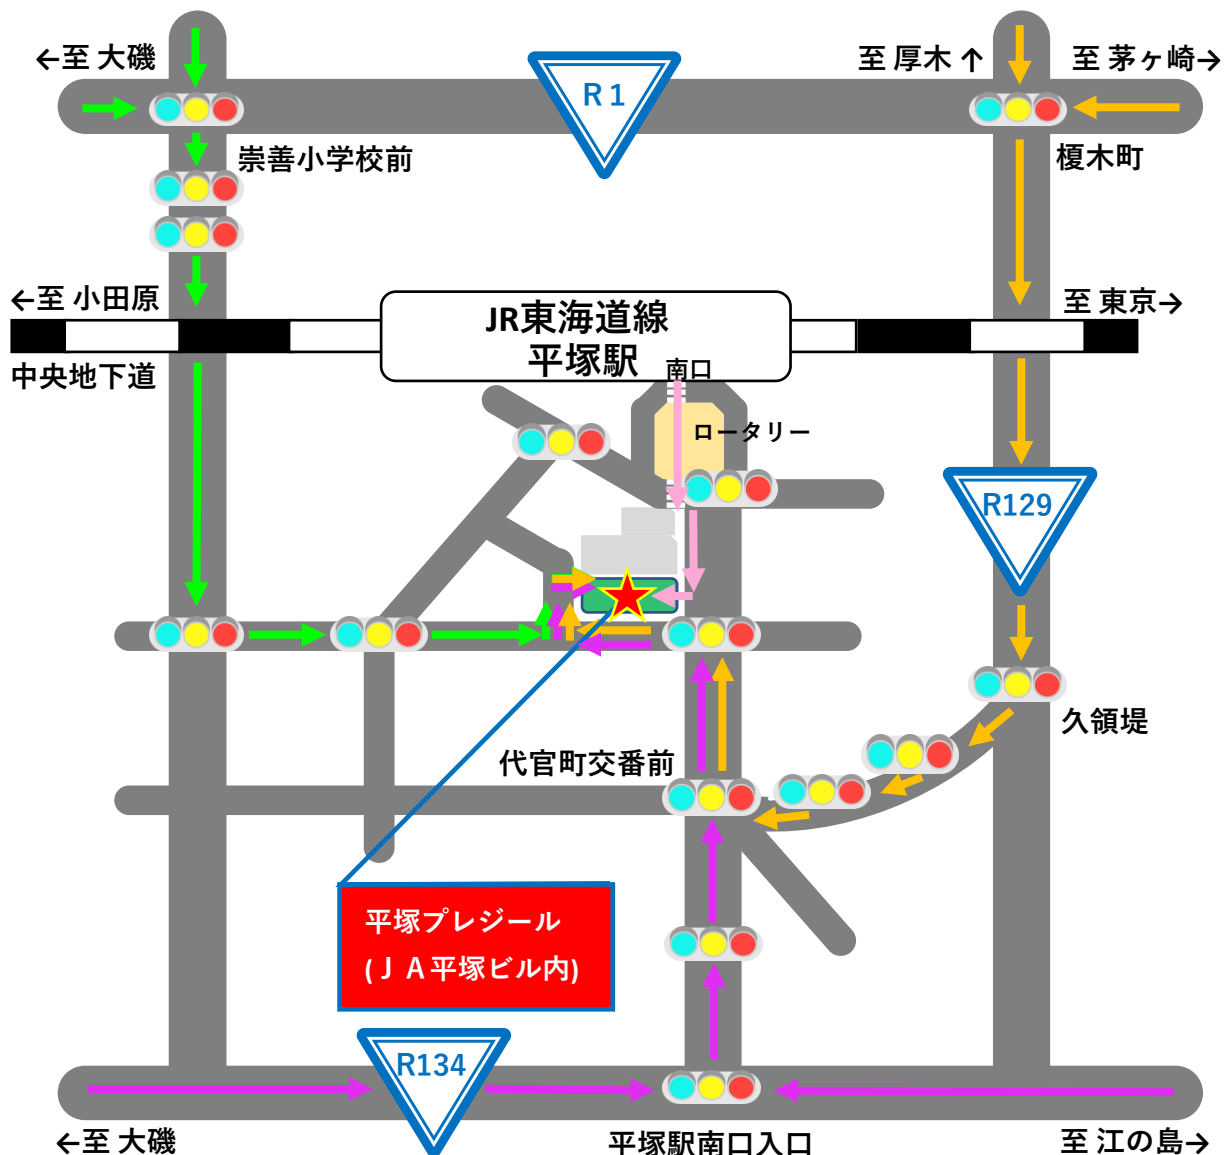 ←至 大磯
R1
至 厚木 ↑
至 茅ヶ崎→
崇善小学校前
榎木町
←至 小田原
JR東海道線
平塚駅
至 東京→
中央地下道
南口
ロータリー
R129
久領堤
代官町交番前
平塚プレジール
(ＪＡ平塚ビル内)
R134
←至 大磯
平塚駅南口入口
至 江の島→